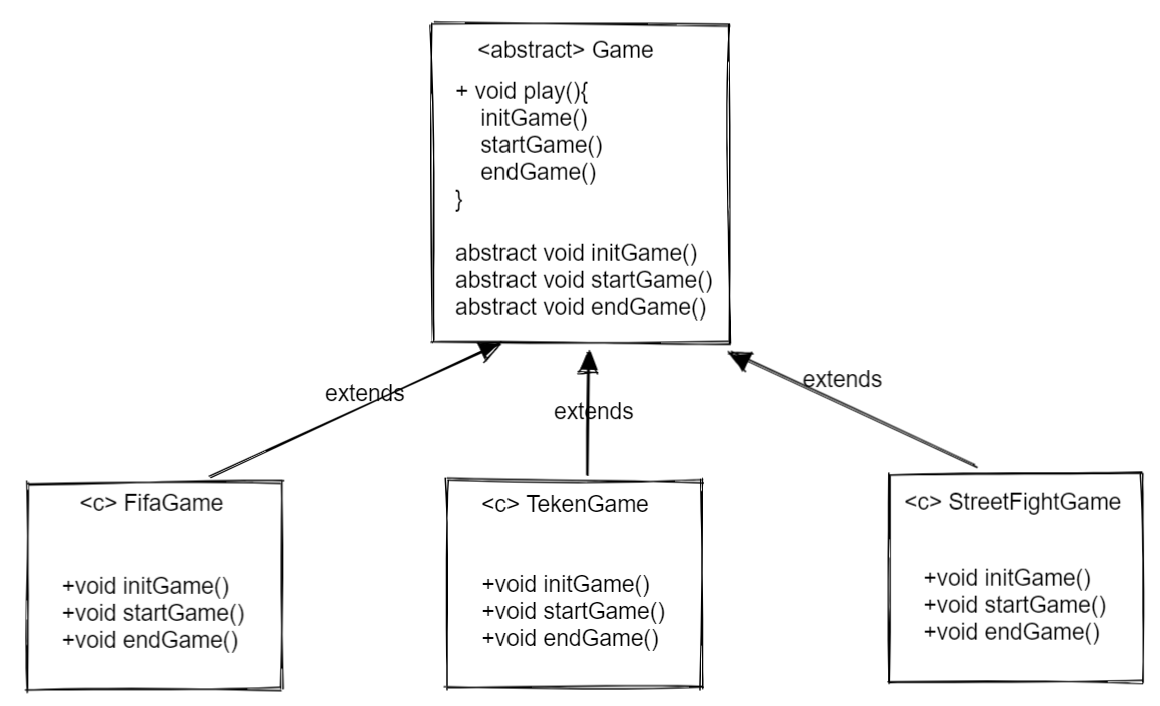 <abstract> Game
+ void play(){
initGame()
startGame()
endGame()
}
abstract void initGame()
abstract void startGame()
abstract void endGame()
extends
extends
extends
<c> FifaGame
+void initGame()
+void startGame()
+void endGame()
<c> TekenGame
+void initGame()
+void startGame()
+void endGame()
<c> StreetFightGame
+void initGame()
+void startGame()
+void endGame()